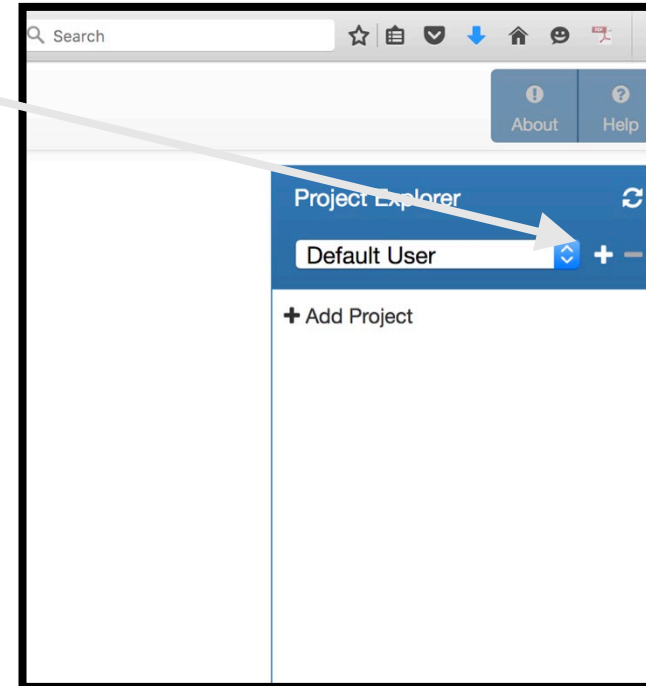 Search
About Help
Project Explorer
Default User
+ Add Project